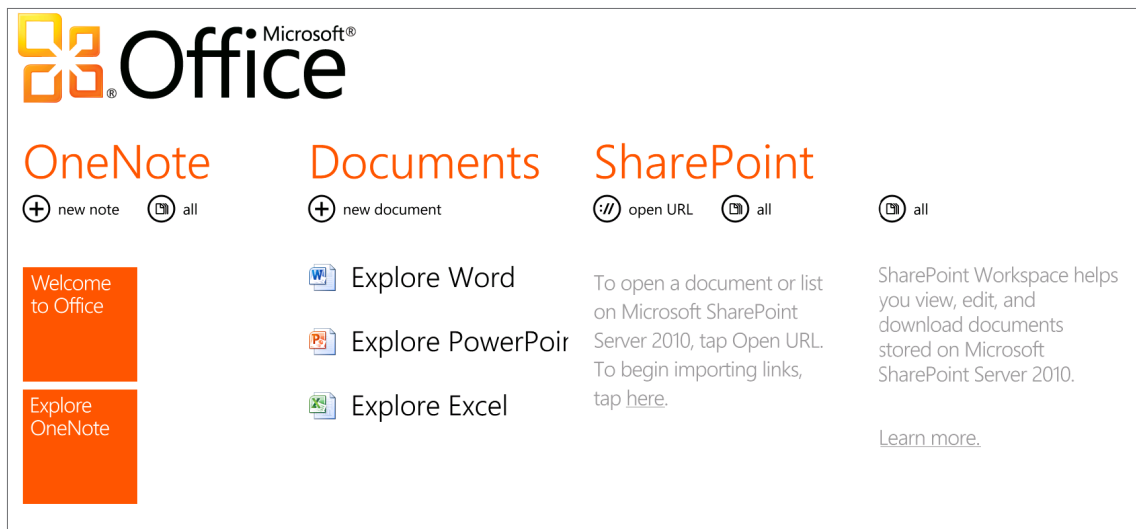 Microsoft®
Office
®
OneNote
new note
all
Welcome
to Office
Explore
OneNote
Documents
new document
Explore Word
Explore PowerPoin
Explore Excel
SharePoint
:// open URL
all
To open a document or list
on Microsoft SharePoint
Server 2010, tap Open URL.
To begin importing links,
tap here.
all
SharePoint Workspace helps
you view, edit, and
download documents
stored on Microsoft
SharePoint Server 2010.
Learn more.